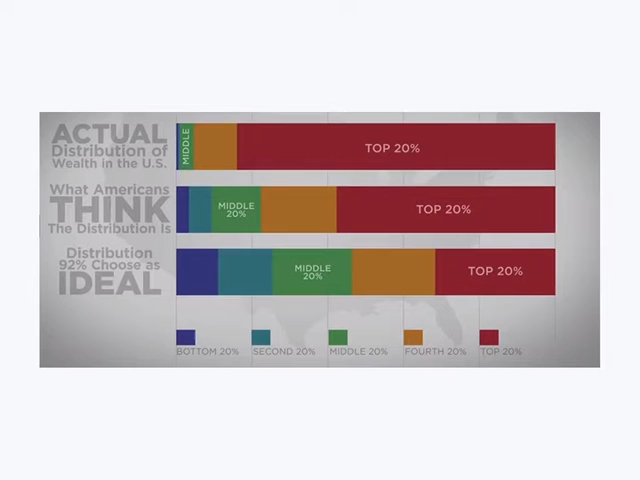 ACTUAL
Distribution of
Wealth in the U.S.
MIDDLE
TOP 20%
What Americans
THINK
The Distribution Is
MIDDLE
20%
TOP 20%
Distribution
92% Choose as
IDEAL
MIDDLE
20%
TOP 20%
BOTTOM 20%
SECOND 20%
MIDDLE 20%
FOURTH 20%
TOP 20%